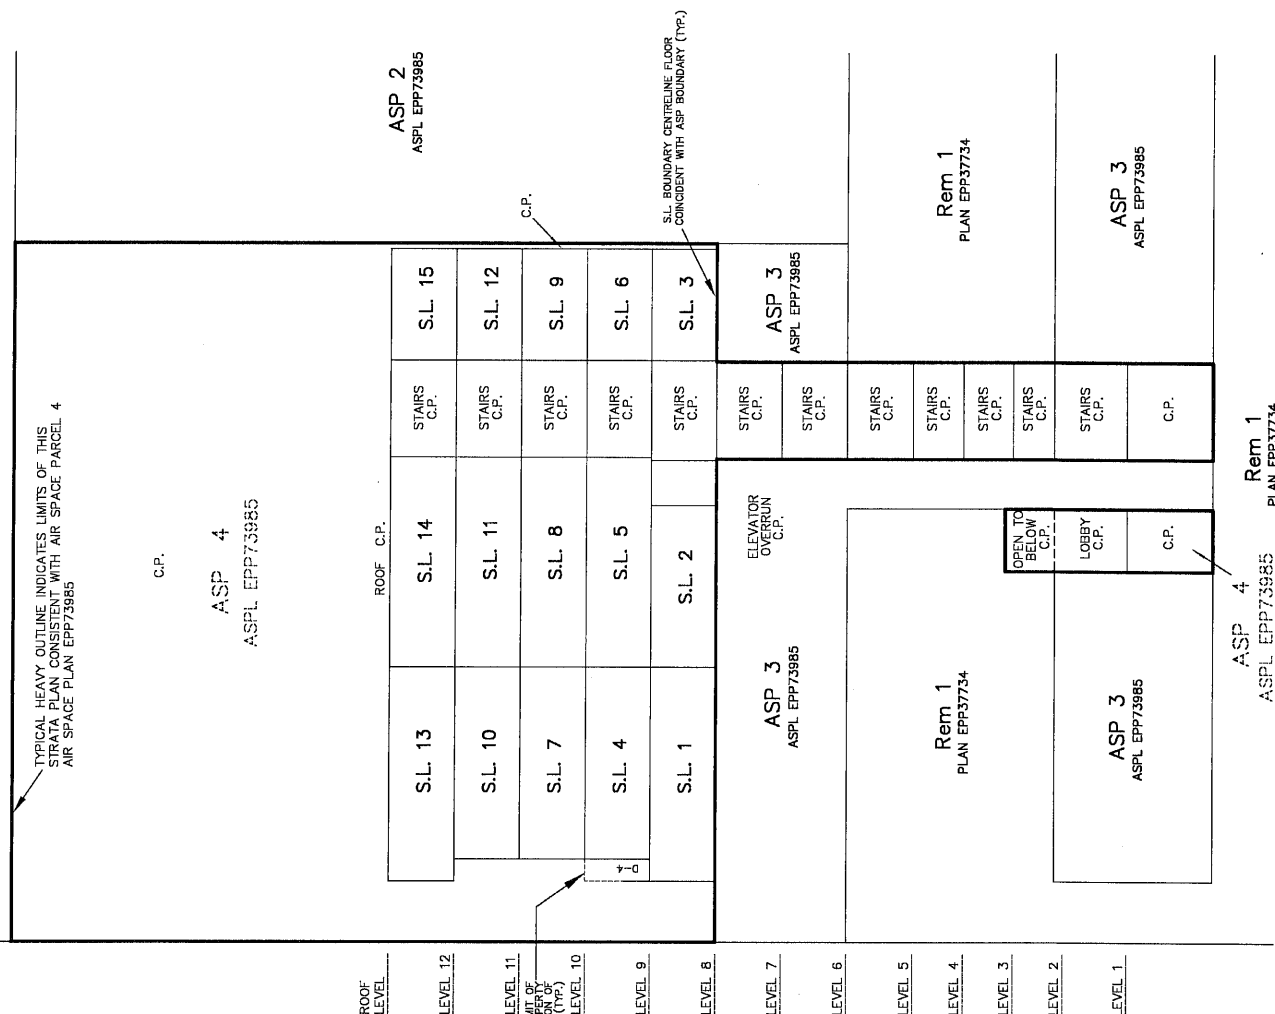 TYPICAL HEAVY OUTLINE INDICATES LIMITS OF THIS
STRATA PLAN CONSISTENT WITH AIR SPACE PARCEL 4
AIR SPACE PLAN EPP73985
C.P.
ASP 4
ASPL EPP73985
ASP 2
ASPL EPP73985
C.P.
S.L. BOUNDARY CENTRELINE FLOOR
COINCIDENT WITH ASP BOUNDARY (TYP.)
ROOF C.P.
ROOF
LEVEL
S.L. 13
S.L. 14
STAIRS
C.P.
S.L. 15
LEVEL 12
S.L. 10
S.L. 11
STAIRS
C.P.
S.L. 12
LEVEL 11
S.L. 7
S.L. 8
STAIRS
C.P.
S.L. 9
(TYP.)
LEVEL 10
D-4
S.L. 4
S.L. 5
STAIRS
C.P.
S.L. 6
LEVEL 9
S.L. 1
S.L. 2
STAIRS
C.P.
S.L. 3
LEVEL 8
ELEVATOR
OVERRUN
C.P.
STAIRS
C.P.
ASP 3
ASPL EPP73985
LEVEL 7
ASP 3
ASPL EPP73985
STAIRS
C.P.
LEVEL 6
STAIRS
C.P.
LEVEL 5
Rem 1
PLAN EPP37734
STAIRS
C.P.
Rem 1
PLAN EPP37734
LEVEL 4
STAIRS
C.P.
LEVEL 3
OPEN TO
BELOW
C.P.
STAIRS
C.P.
LEVEL 2
LOBBY
C.P.
STAIRS
C.P.
ASP 3
ASPL EPP73985
ASP 3
ASPL EPP73985
LEVEL 1
C.P.
C.P.
ASP 4
ASPL EPP73985
Rem 1
PLAN EPP37734